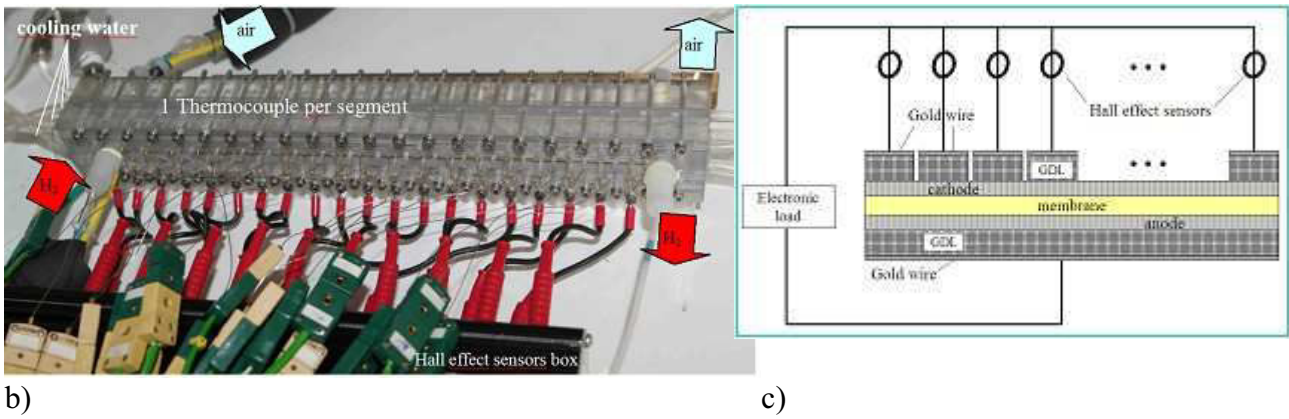 cooling water
air
air
1 Thermocouple per segment
H₂
H₂
Hall effect sensors box
b)
Gold wire
Hall effect sensors
GDL
cathode
Electronic
load
membrane
anode
GDL
Gold wire
c)